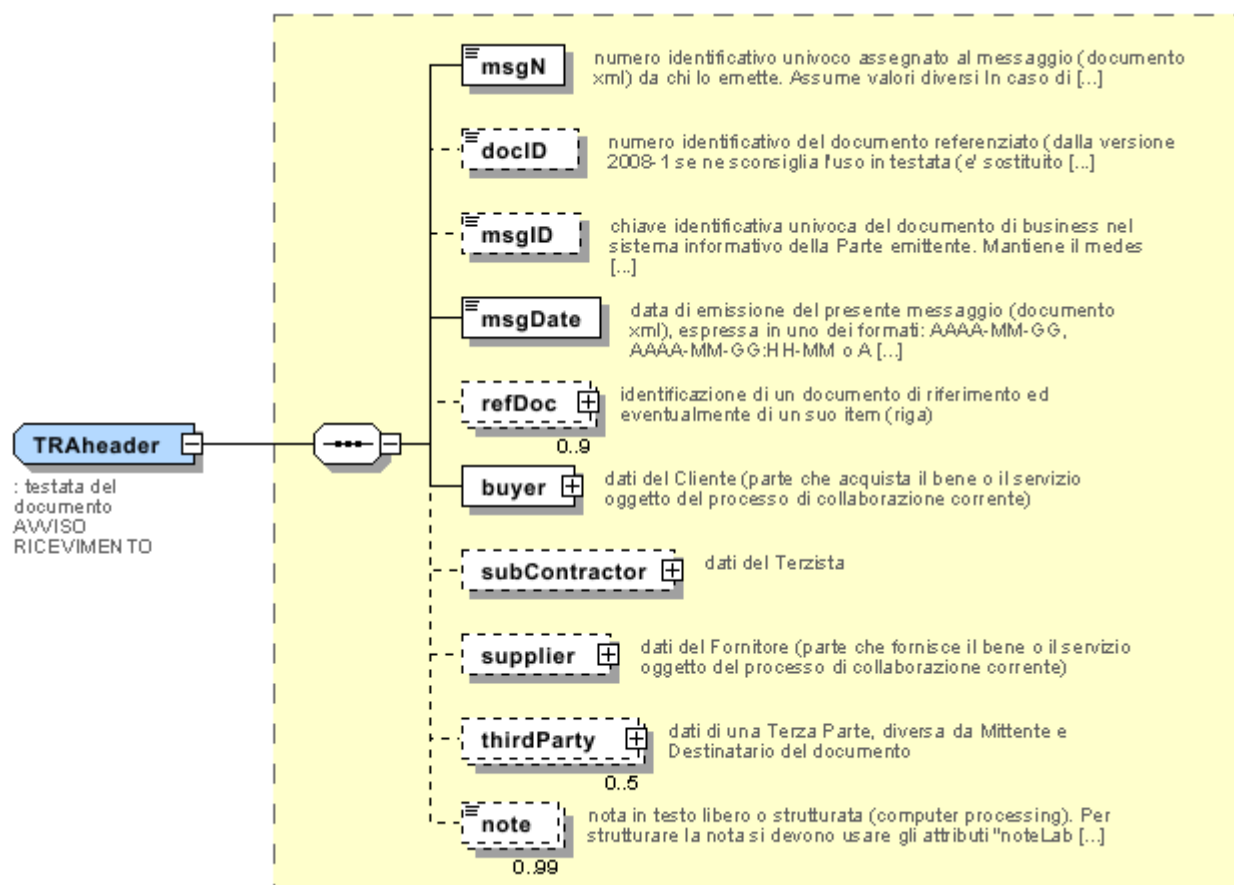 msgN
numero identificativo univoco assegnato al messaggio (documento
xml) da chi lo emette. Assume valori diversi In caso di [...]
docID
numero identificativo del documento referenziato (dalla versione
2008-1 se ne sconsiglia l'uso in testata (e' sostituito [...]
msgID
chiave identificativa univoca del documento di business nel
sistema informativo della Parte emittente. Mantiene il medes
[...]
msgDate
data di emissione del presente messaggio (documento
xml), espressa in uno dei formati: AAAA-MM-GG,
AAAA-MM-GG:HH-MM o A [...]
refDoc
0..9
identificazione di un documento di riferimento ed
eventualmente di un suo item (riga)
TRAheader
: testata del
documento
AVVISO
RICEVIMENTO
buyer
dati del Cliente (parte che acquista il bene o il servizio
oggetto del processo di collaborazione corrente)
subContractor
dati del Terzista
supplier
dati del Fornitore (parte che fornisce il bene o il servizio
oggetto del processo di collaborazione corrente)
thirdParty
0..5
dati di una Terza Parte, diversa da Mittente e
Destinatario del documento
note
0..99
nota in testo libero o strutturata (computer processing). Per
strutturare la nota si devono usare gli attributi "noteLab [...]